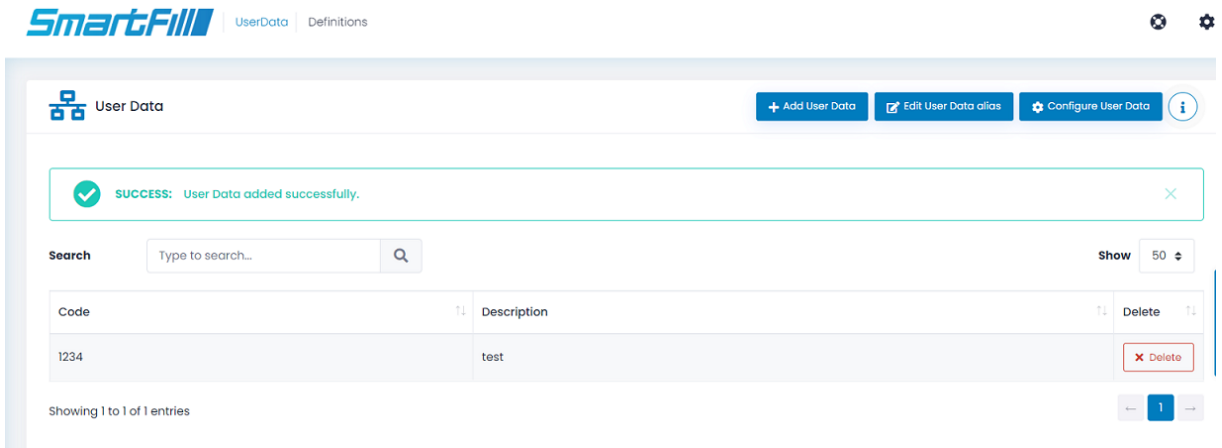 SmartFill UserData Definitions
User Data + Add User Data Edit User Data alias Configure User Data i
SUCCESS: User Data added successfully. ×
Search Type to search... Show 50
Code Description Delete
1234 test × Delete
Showing 1 to 1 of 1 entries ← 1 →